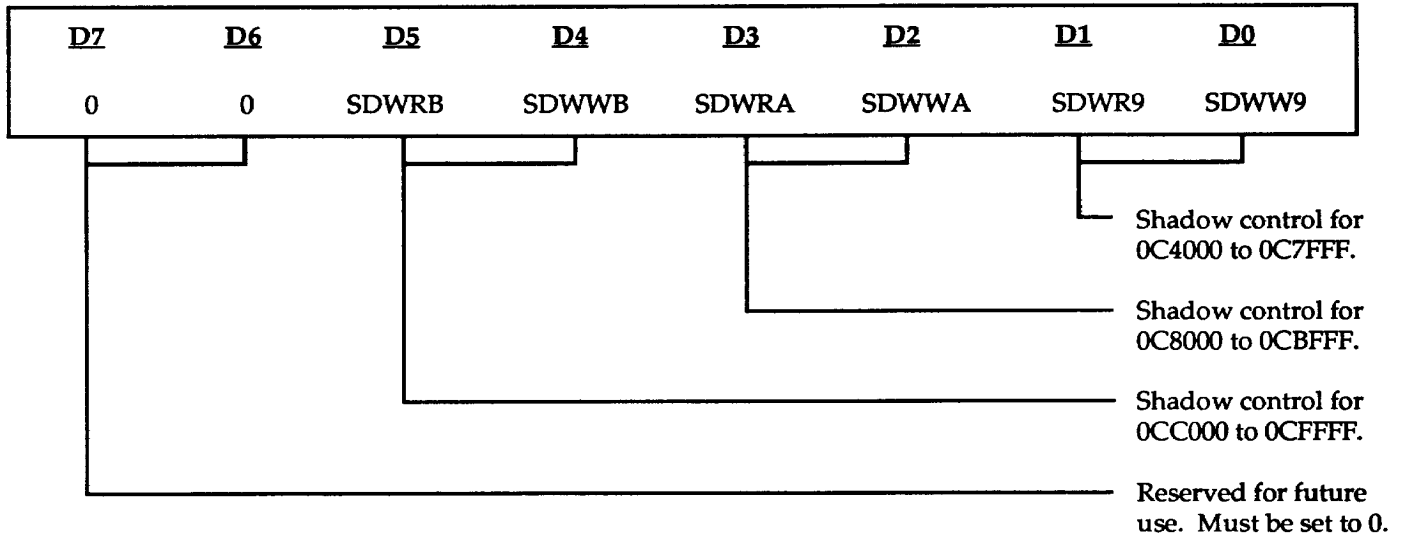 D7 D6 D5 D4 D3 D2 D1 D0
0 0 SDWRB SDWWB SDWRA SDWWA SDWR9 SDWW9
Shadow control for
0C4000 to 0C7FFF.
Shadow control for
0C8000 to 0CBFFF.
Shadow control for
0CC000 to 0CFFFF.
Reserved for future
use. Must be set to 0.